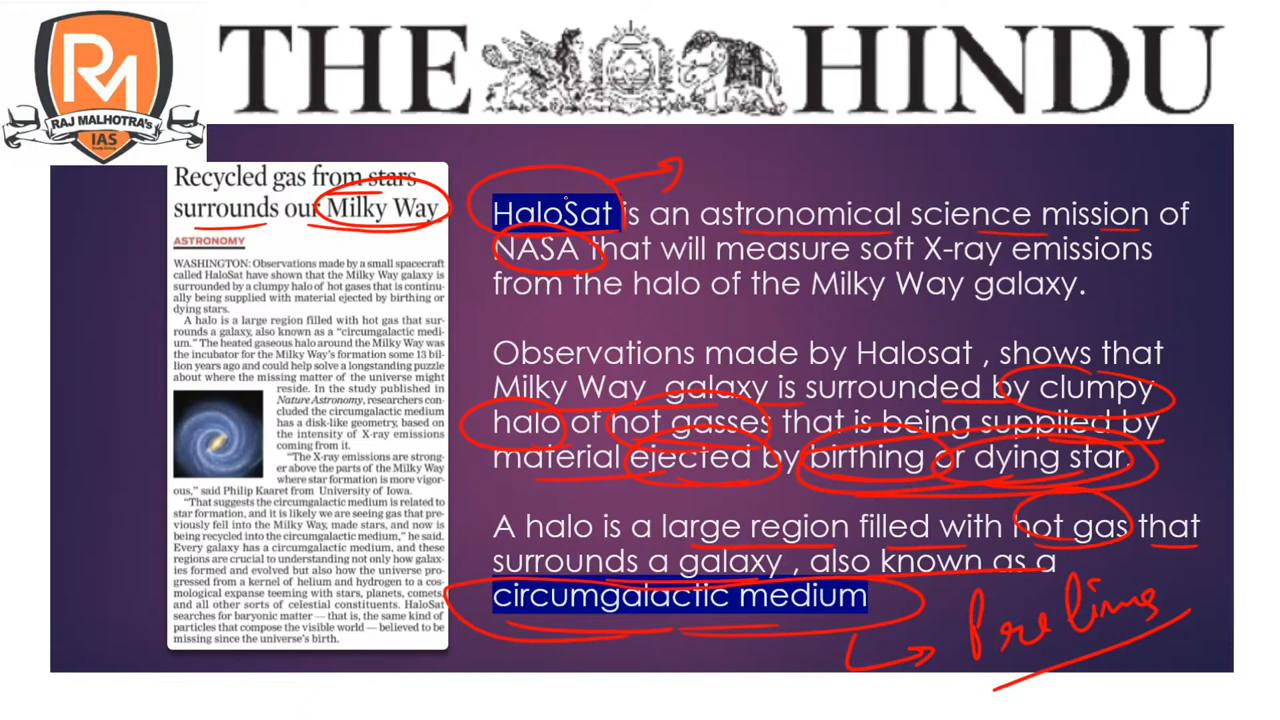 RM
RAJ MALHOTRA's
IAS
Study Group
THE HINDU
Recycled gas from stars
surrounds our Milky Way
ASTRONOMY
WASHINGTON: Observations made by a small spacecraft
called HaloSat have shown that the Milky Way galaxy is
surrounded by a clumpy halo of hot gases that is continu-
ally being supplied with material ejected by birthing or
dying stars.
A halo is a large region filled with hot gas that sur-
rounds a galaxy, also known as a “circumgalactic medi-
um.” The heated gaseous halo around the Milky Way was
the incubator for the Milky Way’s formation some 13 bil-
lion years ago and could help solve a longstanding puzzle
about where the missing matter of the universe might
reside. In the study published in
Nature Astronomy, researchers con-
cluded the circumgalactic medium
has a disk-like geometry, based on
the intensity of X-ray emissions
coming from it.
“The X-ray emissions are strong-
er above the parts of the Milky Way
where star formation is more vigor-
ous,” said Philip Kaaret from University of Iowa.
“That suggests the circumgalactic medium is related to
star formation, and it is likely we are seeing gas that pre-
viously fell into the Milky Way, made stars, and now is
being recycled into the circumgalactic medium,” he said.
Every galaxy has a circumgalactic medium, and these
regions are crucial to understanding not only how galax-
ies formed and evolved but also how the universe pro-
gressed from a kernel of helium and hydrogen to a cos-
mological expanse teeming with stars, planets, comets,
and all other sorts of celestial constituents. HaloSat
searches for baryonic matter — that is, the same kind of
particles that compose the visible world — believed to be
missing since the universe’s birth.
HaloSat is an astronomical science mission of
NASA that will measure soft X-ray emissions
from the halo of the Milky Way galaxy.
Observations made by Halosat , shows that
Milky Way galaxy is surrounded by clumpy
halo of hot gasses that is being supplied by
material ejected by birthing or dying star.
A halo is a large region filled with hot gas that
surrounds a galaxy , also known as a
circumgalactic medium
Prelims